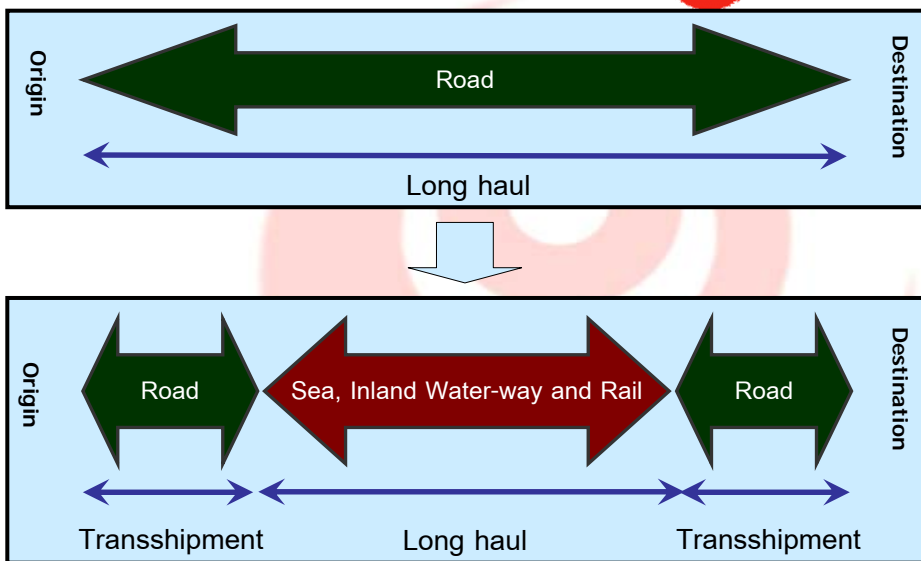 Origin
Road
Destination
Long haul
Origin
Road
Sea, Inland Water-way and Rail
Road
Destination
Transshipment
Long haul
Transshipment